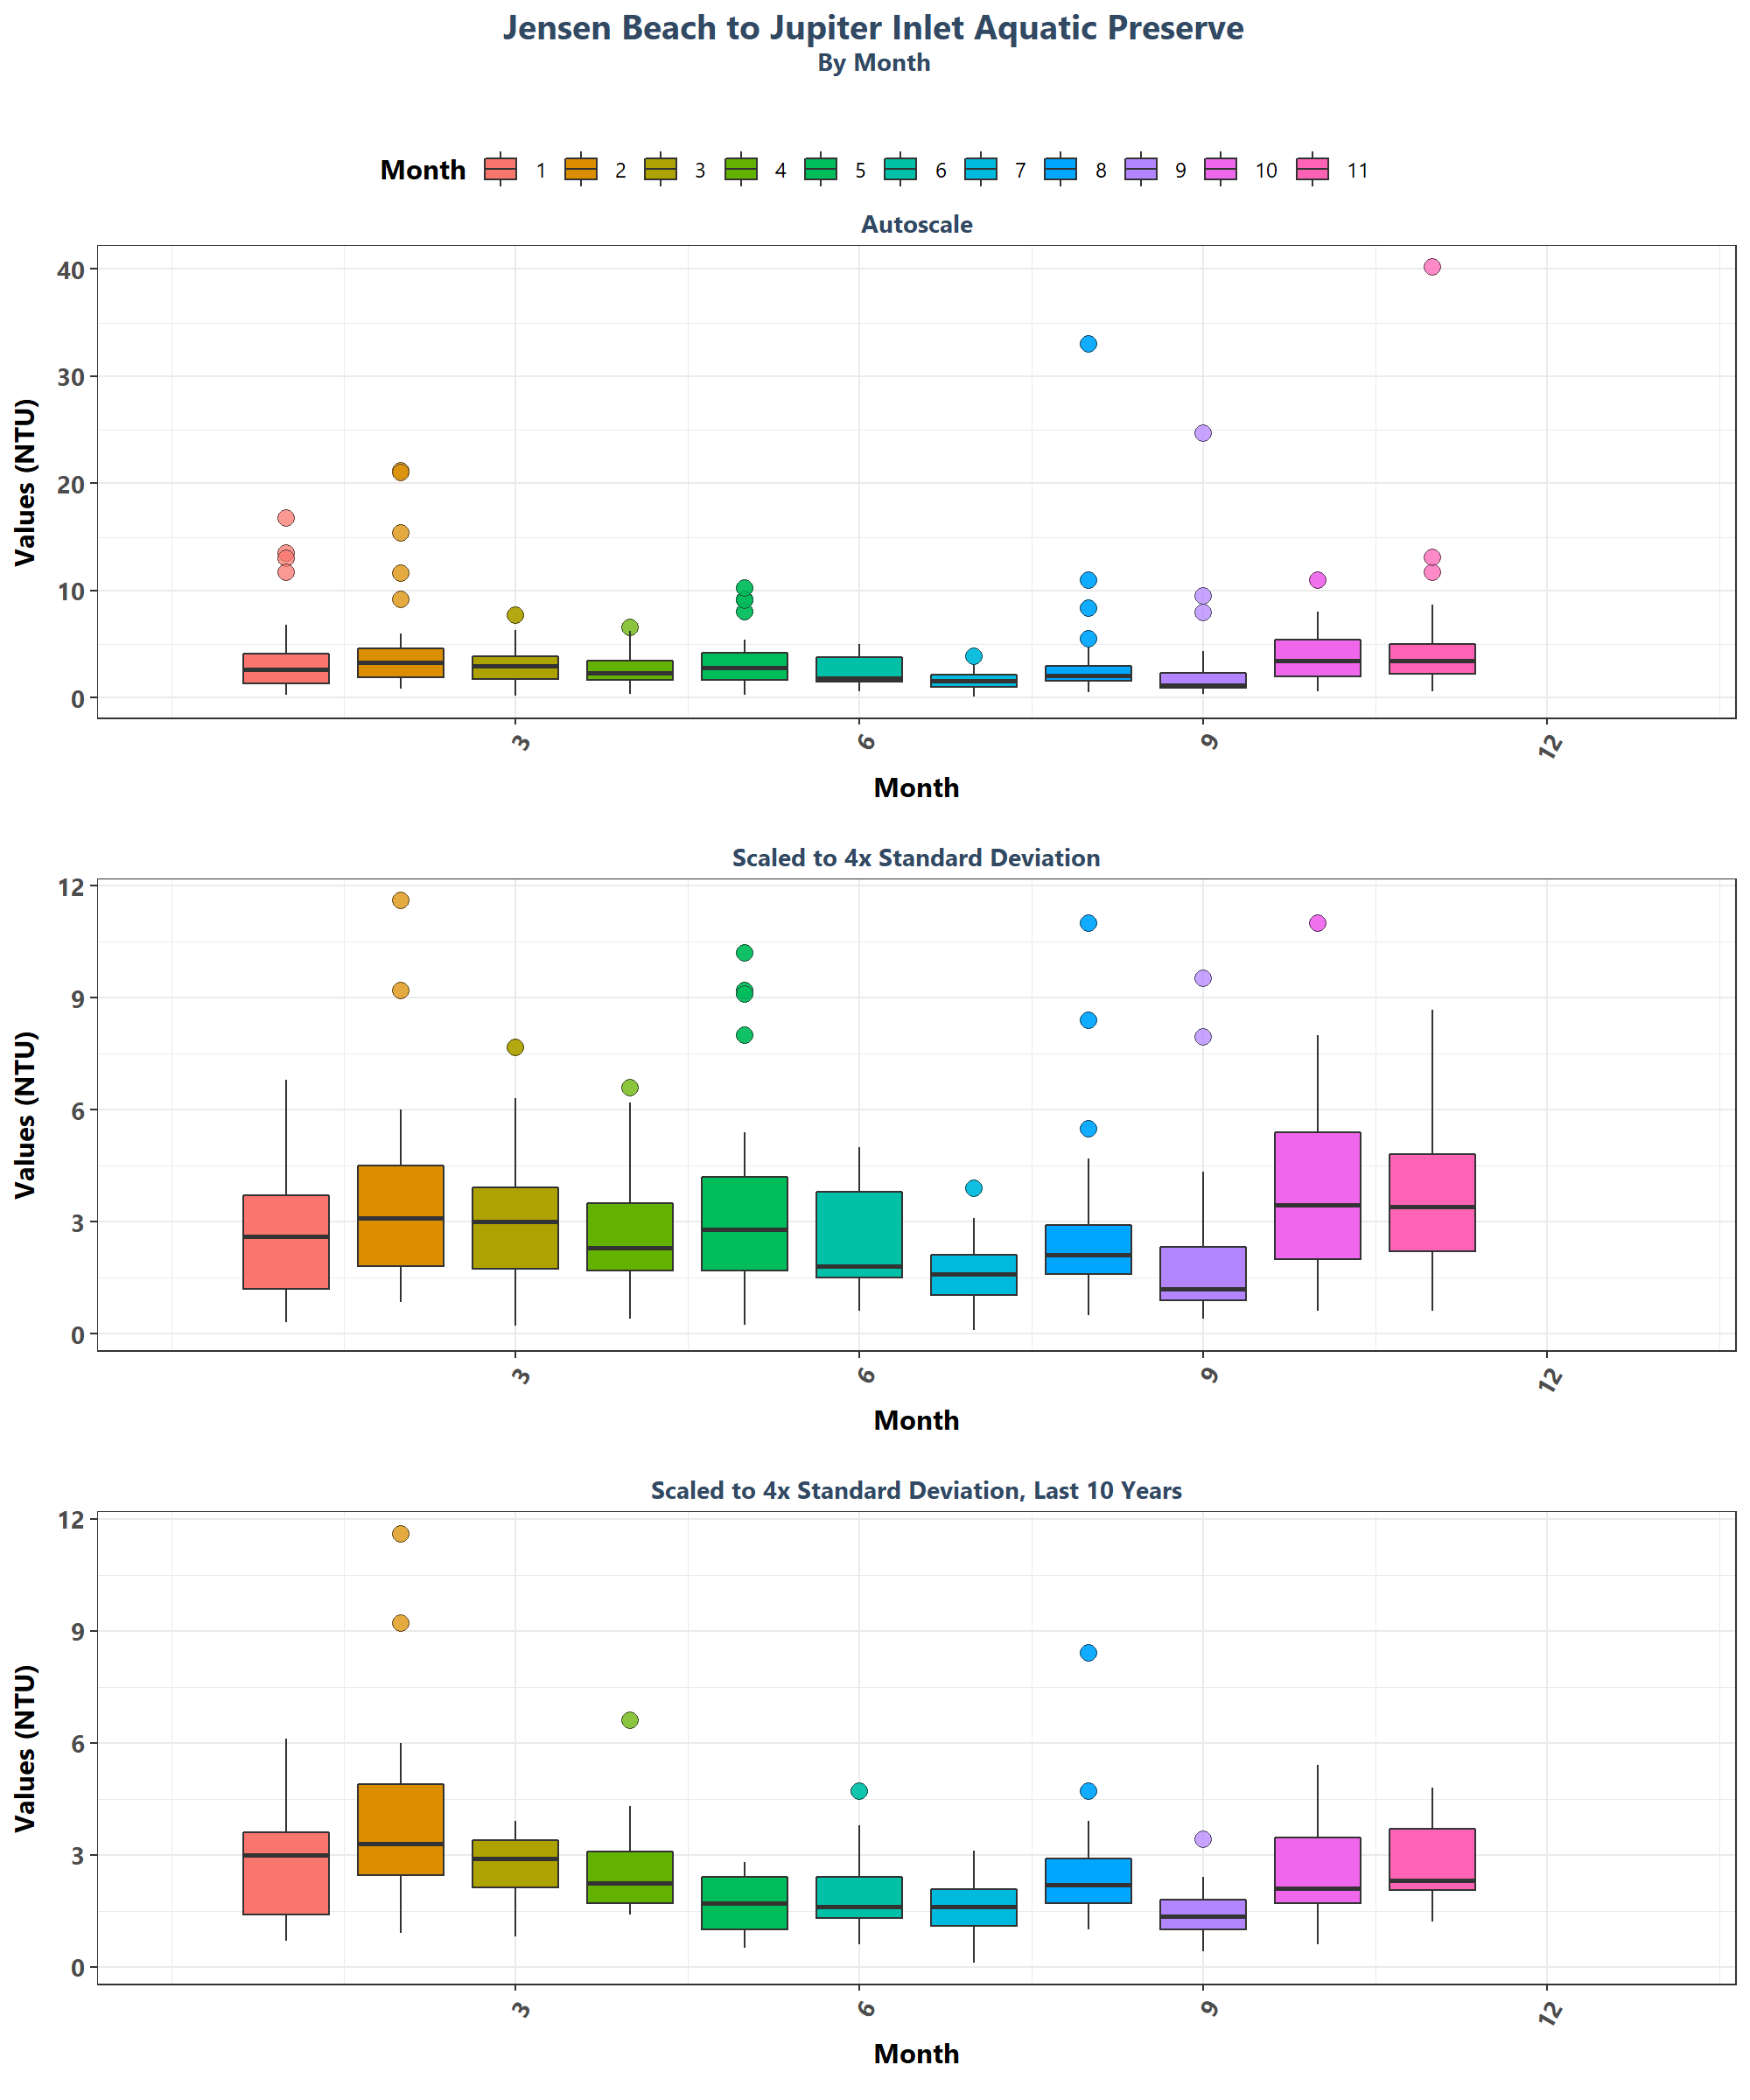 Jensen Beach to Jupiter Inlet Aquatic Preserve
By Month
Month 1 2 3 4 5 6 7 8 9 10 11
Autoscale
Values (NTU)
40
30
20
10
0
3 6 9 12
Month
Scaled to 4x Standard Deviation
Values (NTU)
12
9
6
3
0
3 6 9 12
Month
Scaled to 4x Standard Deviation, Last 10 Years
Values (NTU)
12
9
6
3
0
3 6 9 12
Month